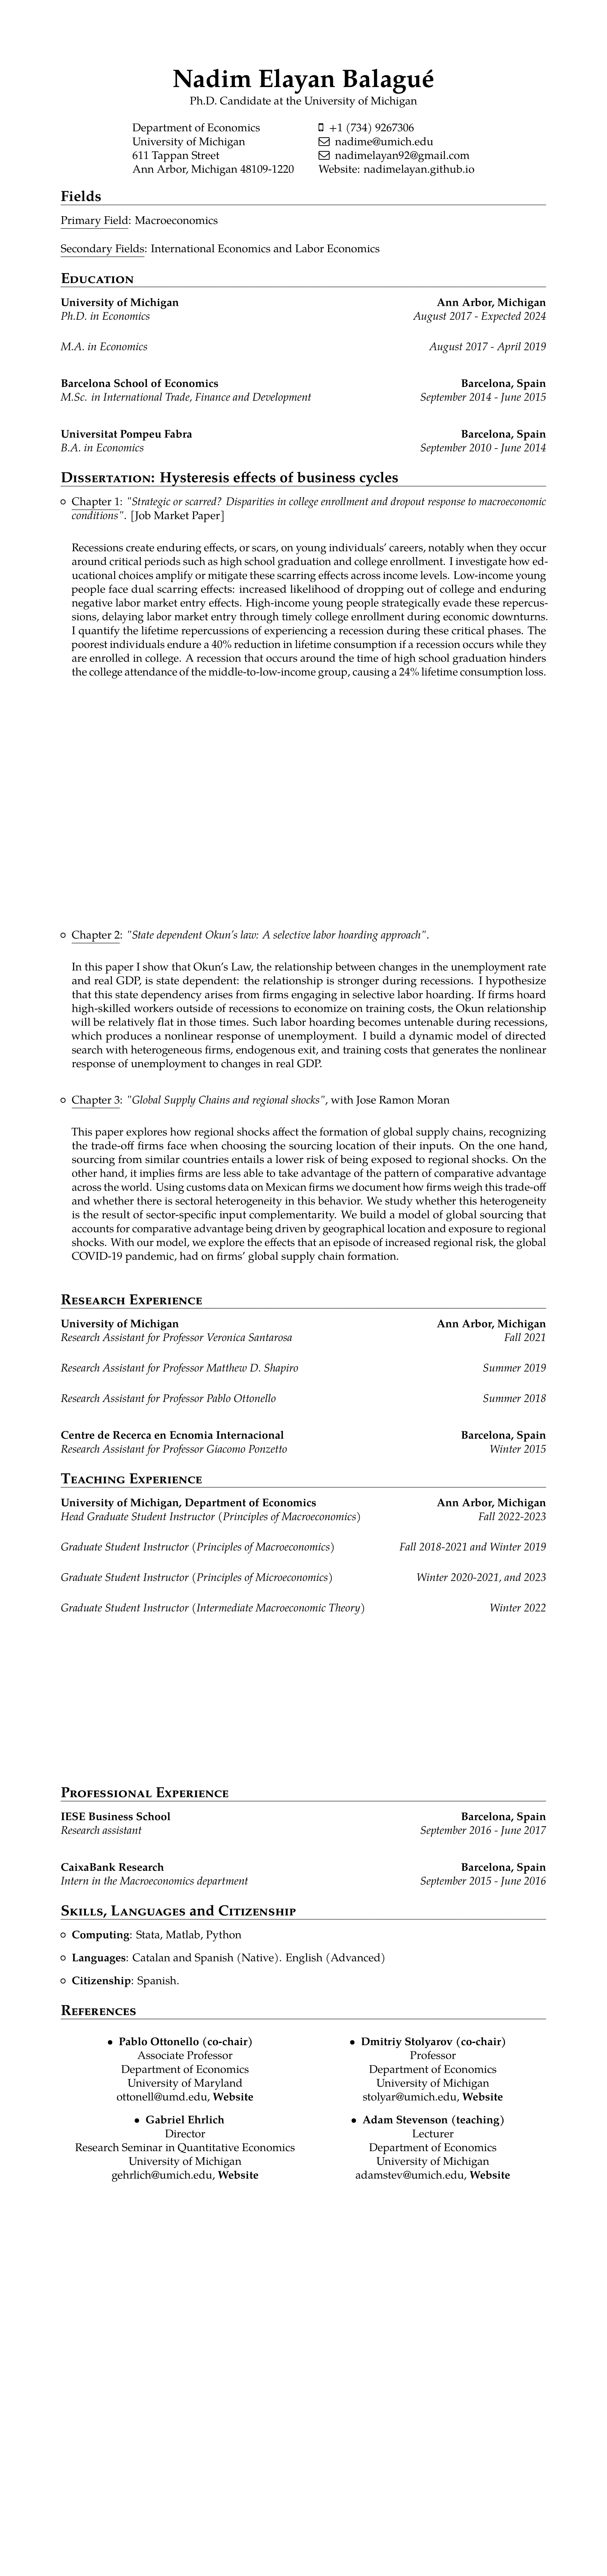 Nadim Elayan Balagué
Ph.D. Candidate at the University of Michigan
Department of Economics
University of Michigan
611 Tappan Street
Ann Arbor, Michigan 48109-1220
+1 (734) 9267306
nadime@umich.edu
nadimelayan92@gmail.com
Website: nadimelayan.github.io
Fields
Primary Field: Macroeconomics
Secondary Fields: International Economics and Labor Economics
Education
University of Michigan Ann Arbor, Michigan
Ph.D. in Economics August 2017 - Expected 2024
M.A. in Economics August 2017 - April 2019
Barcelona School of Economics Barcelona, Spain
M.Sc. in International Trade, Finance and Development September 2014 - June 2015
Universitat Pompeu Fabra Barcelona, Spain
B.A. in Economics September 2010 - June 2014
Dissertation: Hysteresis effects of business cycles
Chapter 1: "Strategic or scarred? Disparities in college enrollment and dropout response to macroeconomic
conditions". [Job Market Paper]
Recessions create enduring effects, or scars, on young individuals' careers, notably when they occur
around critical periods such as high school graduation and college enrollment. I investigate how ed-
ucational choices amplify or mitigate these scarring effects across income levels. Low-income young
people face dual scarring effects: increased likelihood of dropping out of college and enduring
negative labor market entry effects. High-income young people strategically evade these repercus-
sions, delaying labor market entry through timely college enrollment during economic downturns.
I quantify the lifetime repercussions of experiencing a recession during these critical phases. The
poorest individuals endure a 40% reduction in lifetime consumption if a recession occurs while they
are enrolled in college. A recession that occurs around the time of high school graduation hinders
the college attendance of the middle-to-low-income group, causing a 24% lifetime consumption loss.
Chapter 2: "State dependent Okun's law: A selective labor hoarding approach".
In this paper I show that Okun's Law, the relationship between changes in the unemployment rate
and real GDP, is state dependent: the relationship is stronger during recessions. I hypothesize
that this state dependency arises from firms engaging in selective labor hoarding. If firms hoard
high-skilled workers outside of recessions to economize on training costs, the Okun relationship
will be relatively flat in those times. Such labor hoarding becomes untenable during recessions,
which produces a nonlinear response of unemployment. I build a dynamic model of directed
search with heterogeneous firms, endogenous exit, and training costs that generates the nonlinear
response of unemployment to changes in real GDP.
Chapter 3: "Global Supply Chains and regional shocks", with Jose Ramon Moran
This paper explores how regional shocks affect the formation of global supply chains, recognizing
the trade-off firms face when choosing the sourcing location of their inputs. On the one hand,
sourcing from similar countries entails a lower risk of being exposed to regional shocks. On the
other hand, it implies firms are less able to take advantage of the pattern of comparative advantage
across the world. Using customs data on Mexican firms we document how firms weigh this trade-off
and whether there is sectoral heterogeneity in this behavior. We study whether this heterogeneity
is the result of sector-specific input complementarity. We build a model of global sourcing that
accounts for comparative advantage being driven by geographical location and exposure to regional
shocks. With our model, we explore the effects that an episode of increased regional risk, the global
COVID-19 pandemic, had on firms' global supply chain formation.
Research Experience
University of Michigan Ann Arbor, Michigan
Research Assistant for Professor Veronica Santarosa Fall 2021
Research Assistant for Professor Matthew D. Shapiro Summer 2019
Research Assistant for Professor Pablo Ottonello Summer 2018
Centre de Recerca en Ecnomia Internacional Barcelona, Spain
Research Assistant for Professor Giacomo Ponzetto Winter 2015
Teaching Experience
University of Michigan, Department of Economics Ann Arbor, Michigan
Head Graduate Student Instructor (Principles of Macroeconomics) Fall 2022-2023
Graduate Student Instructor (Principles of Macroeconomics) Fall 2018-2021 and Winter 2019
Graduate Student Instructor (Principles of Microeconomics) Winter 2020-2021, and 2023
Graduate Student Instructor (Intermediate Macroeconomic Theory) Winter 2022
Professional Experience
IESE Business School Barcelona, Spain
Research assistant September 2016 - June 2017
CaixaBank Research Barcelona, Spain
Intern in the Macroeconomics department September 2015 - June 2016
Skills, Languages and Citizenship
Computing: Stata, Matlab, Python
Languages: Catalan and Spanish (Native). English (Advanced)
Citizenship: Spanish.
References
• Pablo Ottonello (co-chair)
Associate Professor
Department of Economics
University of Maryland
ottonell@umd.edu, Website
• Dmitriy Stolyarov (co-chair)
Professor
Department of Economics
University of Michigan
stolyar@umich.edu, Website
• Gabriel Ehrlich
Director
Research Seminar in Quantitative Economics
University of Michigan
gehrlich@umich.edu, Website
• Adam Stevenson (teaching)
Lecturer
Department of Economics
University of Michigan
adamstev@umich.edu, Website